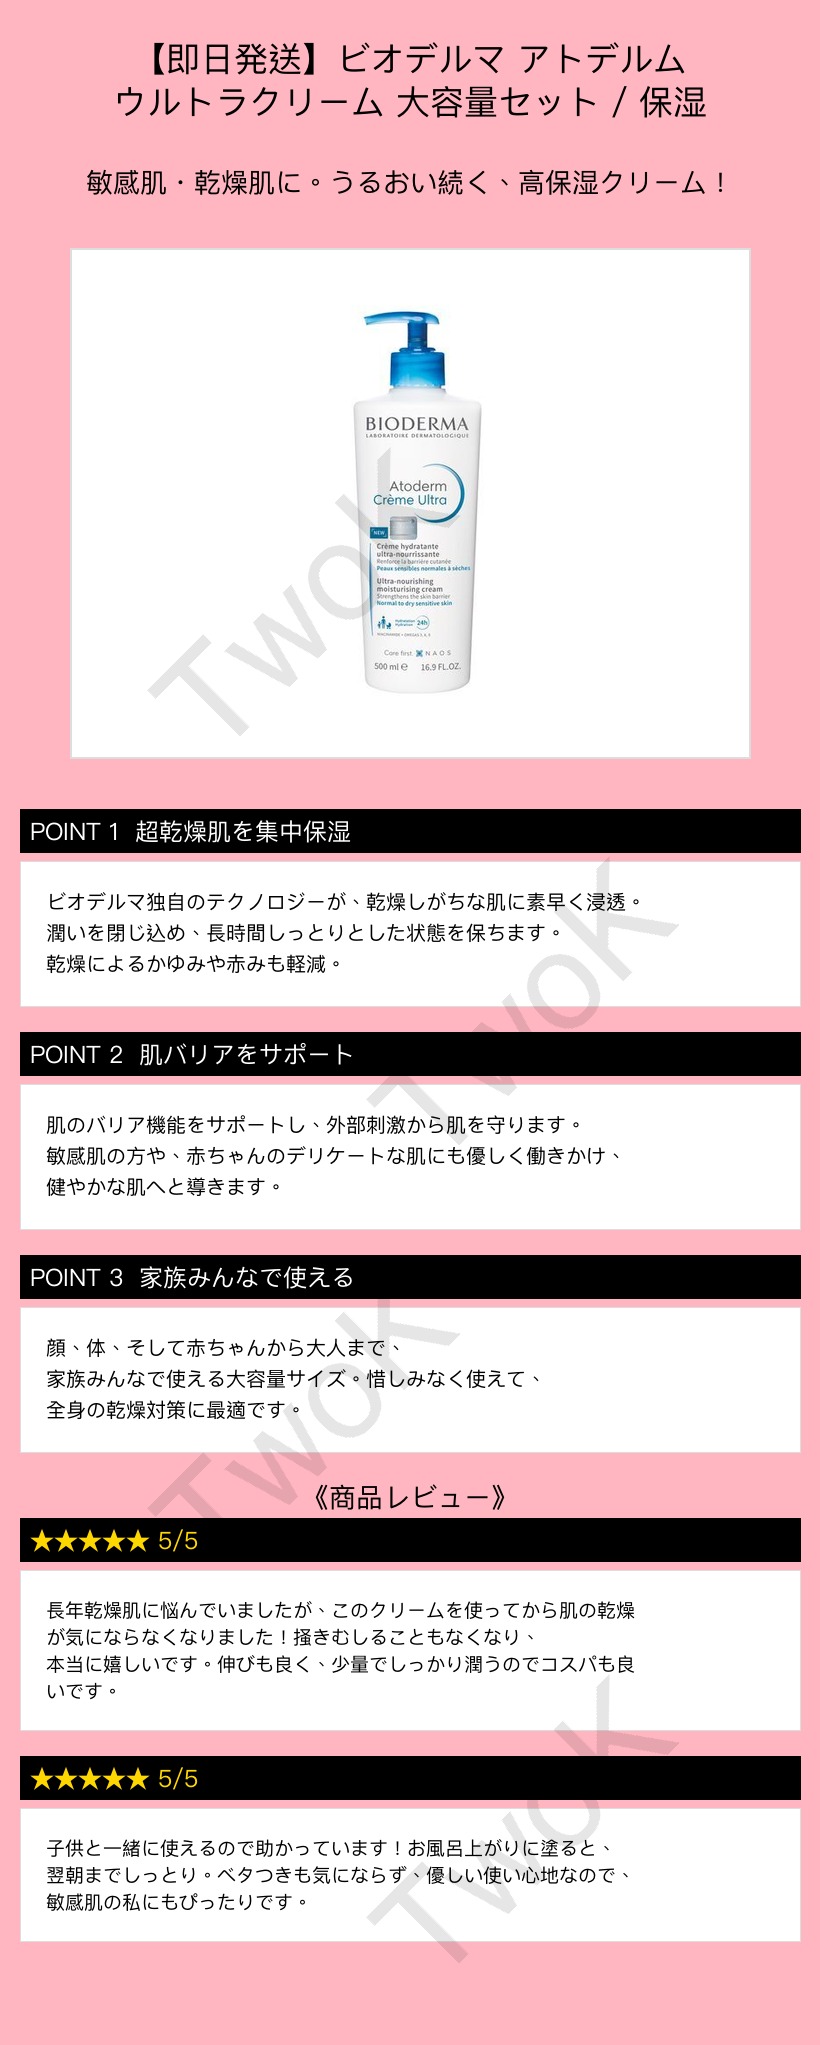 【即日発送】ビオデルマ アトデルム
ウルトラクリーム 大容量セット / 保湿
敏感肌・乾燥肌に。うるおい続く、高保湿クリーム！
BIODERMA
LABORATOIRE DERMATOLOGIQUE
Atoderm
Crème Ultra
NEW
Crème hydratante
ultra-nourrissante
Renforce la barrière cutanée
Peaux sensibles normales à sèches
Ultra-nourishing
moisturising cream
Strengthens the skin barrier
Normal to dry sensitive skin
Hydratation
Hydration
24h
NIACINAMIDE + OMEGAS 3, 6, 9
Care first. NAOS
500 ml ℮ 16.9 FL.OZ.
TwoK
POINT 1 超乾燥肌を集中保湿
ビオデルマ独自のテクノロジーが、乾燥しがちな肌に素早く浸透。
潤いを閉じ込め、長時間しっとりとした状態を保ちます。
乾燥によるかゆみや赤みも軽減。
TwoK
POINT 2 肌バリアをサポート
肌のバリア機能をサポートし、外部刺激から肌を守ります。
敏感肌の方や、赤ちゃんのデリケートな肌にも優しく働きかけ、
健やかな肌へと導きます。
POINT 3 家族みんなで使える
顔、体、そして赤ちゃんから大人まで、
家族みんなで使える大容量サイズ。惜しみなく使えて、
全身の乾燥対策に最適です。
TwoK
《商品レビュー》
★★★★★ 5/5
長年乾燥肌に悩んでいましたが、このクリームを使ってから肌の乾燥
が気にならなくなりました！掻きむしることもなくなり、
本当に嬉しいです。伸びも良く、少量でしっかり潤うのでコスパも良
いです。
★★★★★ 5/5
子供と一緒に使えるので助かっています！お風呂上がりに塗ると、
翌朝までしっとり。ベタつきも気にならず、優しい使い心地なので、
敏感肌の私にもぴったりです。
TwoK